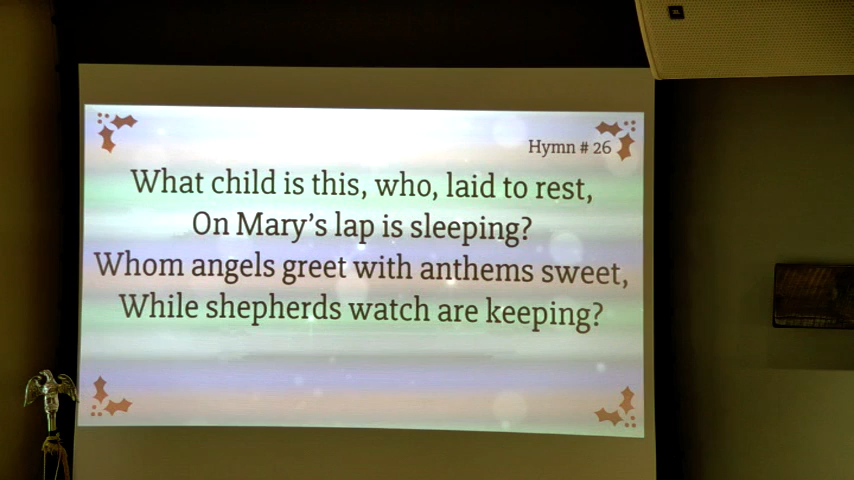 Hymn # 26
What child is this, who, laid to rest,
On Mary's lap is sleeping?
Whom angels greet with anthems sweet,
While shepherds watch are keeping?